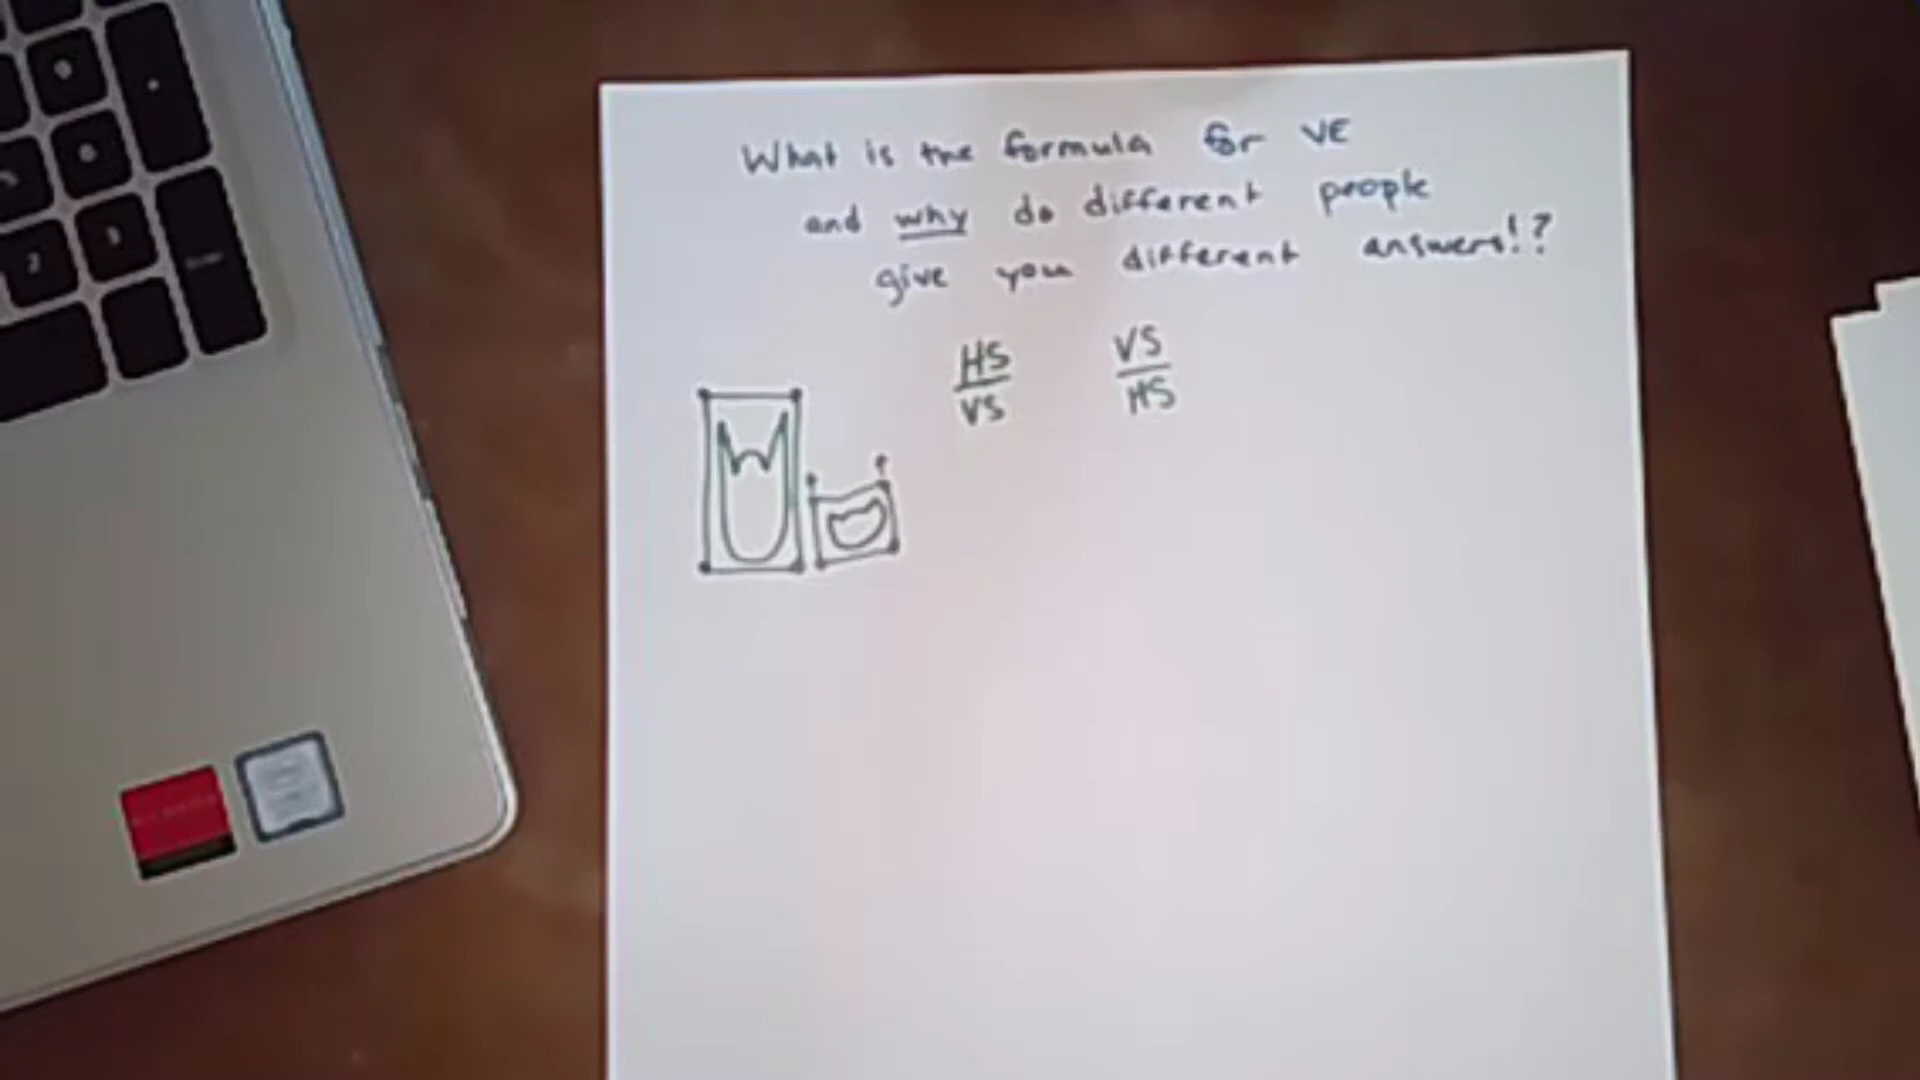 What is the formula for VE
and why do different people
give you different answers!?
HS
VS
VS
HS
2